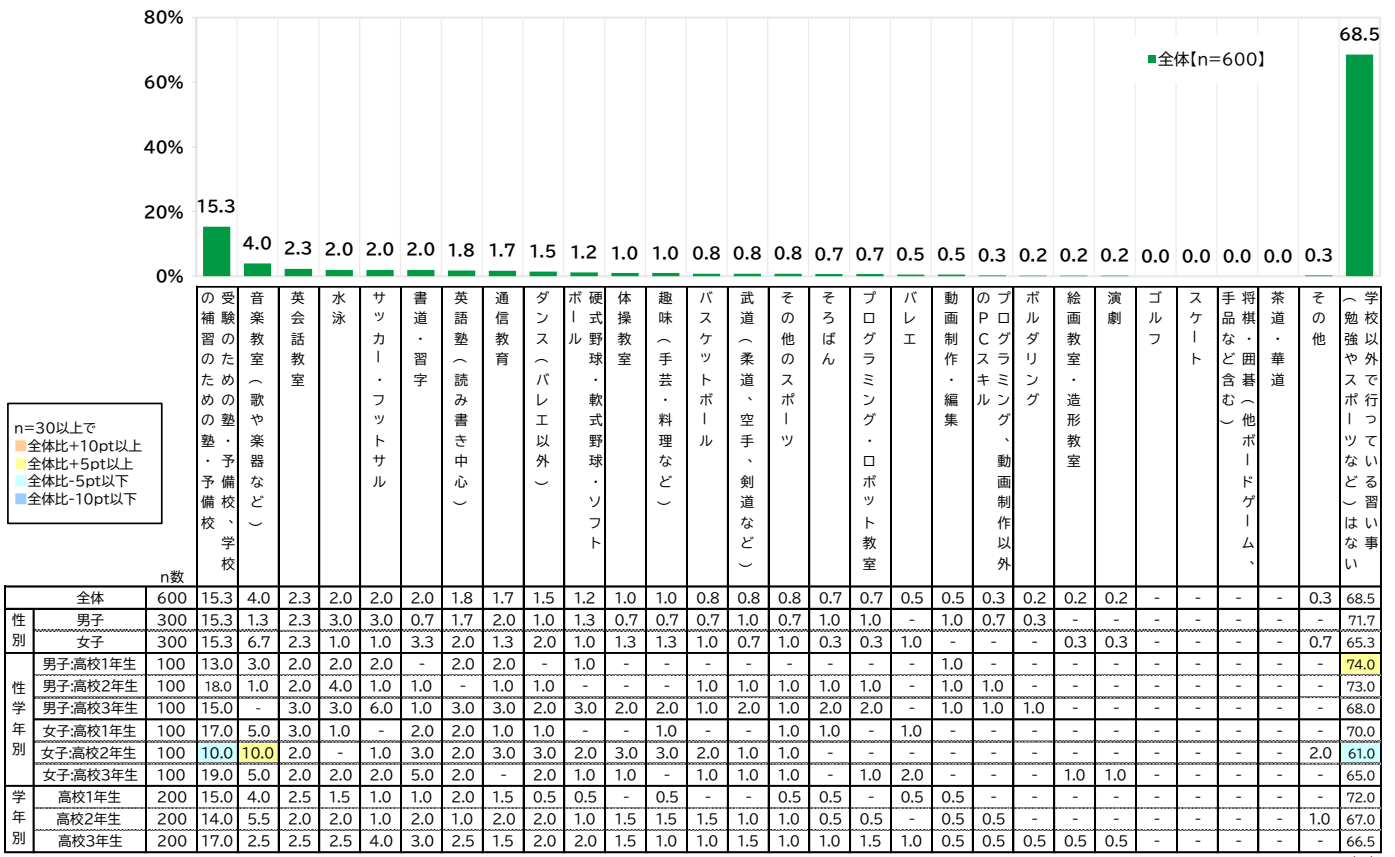 80%
60%
40%
20%
0%
■全体【n=600】
15.3 4.0 2.3 2.0 2.0 2.0 1.8 1.7 1.5 1.2 1.0 1.0 0.8 0.8 0.8 0.7 0.7 0.5 0.5 0.3 0.2 0.2 0.2 0.0 0.0 0.0 0.0 0.3 68.5
受験のための塾・予備校、学校
の補習のための塾・予備校
音楽教室（歌や楽器など）
英会話教室
水泳
サッカー・フットサル
書道・習字
英語塾（読み書き中心）
通信教育
ダンス（バレエ以外）
硬式野球・軟式野球・ソフト
ボール
体操教室
趣味（手芸・料理など）
バスケットボール
武道（柔道、空手、剣道など）
その他のスポーツ
そろばん
プログラミング・ロボット教室
バレエ
動画制作・編集
プログラミング、動画制作以外
のPCスキル
ボルダリング
絵画教室・造形教室
演劇
ゴルフ
スケート
将棋・囲碁（他ボードゲーム、
手品など含む）
茶道・華道
その他
学校以外で行っている習い事
（勉強やスポーツなど）はない
n=30以上で
全体比+10pt以上
全体比+5pt以上
全体比-5pt以下
全体比-10pt以下
n数
全体 600 15.3 4.0 2.3 2.0 2.0 2.0 1.8 1.7 1.5 1.2 1.0 1.0 0.8 0.8 0.8 0.7 0.7 0.5 0.5 0.3 0.2 0.2 0.2 - - - - 0.3 68.5
性別
男子 300 15.3 1.3 2.3 3.0 3.0 0.7 1.7 2.0 1.0 1.3 0.7 0.7 0.7 1.0 0.7 1.0 1.0 - 1.0 0.7 0.3 - - - - - - - 71.7
女子 300 15.3 6.7 2.3 1.0 1.0 3.3 2.0 1.3 2.0 1.0 1.3 1.3 1.0 0.7 1.0 0.3 0.3 1.0 - - - 0.3 0.3 - - - - 0.7 65.3
性学年別
男子:高校1年生 100 13.0 3.0 2.0 2.0 2.0 - 2.0 2.0 - 1.0 - - - - - - - - 1.0 - - - - - - - - - 74.0
男子:高校2年生 100 18.0 1.0 2.0 4.0 1.0 1.0 - 1.0 1.0 - - - 1.0 1.0 1.0 1.0 1.0 - 1.0 1.0 - - - - - - - - 73.0
男子:高校3年生 100 15.0 - 3.0 3.0 6.0 1.0 3.0 3.0 2.0 3.0 2.0 2.0 1.0 2.0 1.0 2.0 2.0 - 1.0 1.0 1.0 - - - - - - - 68.0
女子:高校1年生 100 17.0 5.0 3.0 1.0 - 2.0 2.0 1.0 1.0 - - 1.0 - - 1.0 1.0 - 1.0 - - - - - - - - - - 70.0
女子:高校2年生 100 10.0 10.0 2.0 - 1.0 3.0 2.0 3.0 3.0 2.0 3.0 3.0 2.0 1.0 1.0 - - - - - - - - - - - - 2.0 61.0
女子:高校3年生 100 19.0 5.0 2.0 2.0 2.0 5.0 2.0 - 2.0 1.0 1.0 - 1.0 1.0 1.0 - 1.0 2.0 - - - 1.0 1.0 - - - - - 65.0
学年別
高校1年生 200 15.0 4.0 2.5 1.5 1.0 1.0 2.0 1.5 0.5 0.5 - 0.5 - - 0.5 0.5 - 0.5 0.5 - - - - - - - - - 72.0
高校2年生 200 14.0 5.5 2.0 2.0 1.0 2.0 1.0 2.0 2.0 1.0 1.5 1.5 1.5 1.0 1.0 0.5 0.5 - 0.5 0.5 - - - - - - - 1.0 67.0
高校3年生 200 17.0 2.5 2.5 2.5 4.0 3.0 2.5 1.5 2.0 2.0 1.5 1.0 1.0 1.5 1.0 1.0 1.5 1.0 0.5 0.5 0.5 0.5 0.5 - - - - - 66.5